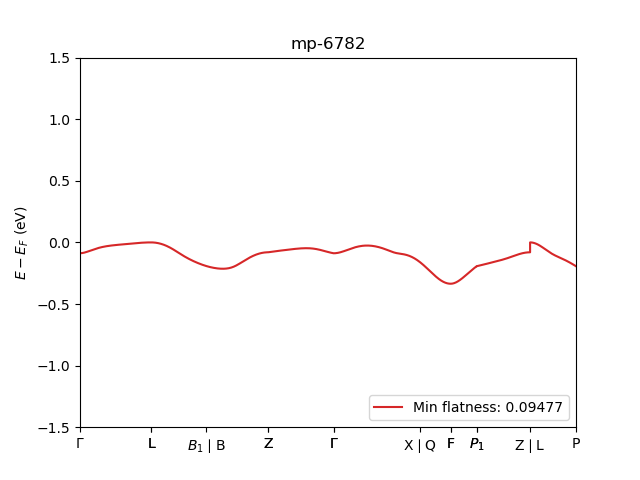 mp-6782
1.5
1.0
0.5
0.0
−0.5
−1.0
−1.5
E − E_F (eV)
Min flatness: 0.09477
Γ L B₁ | B Z Γ X | Q F P₁ Z | L P